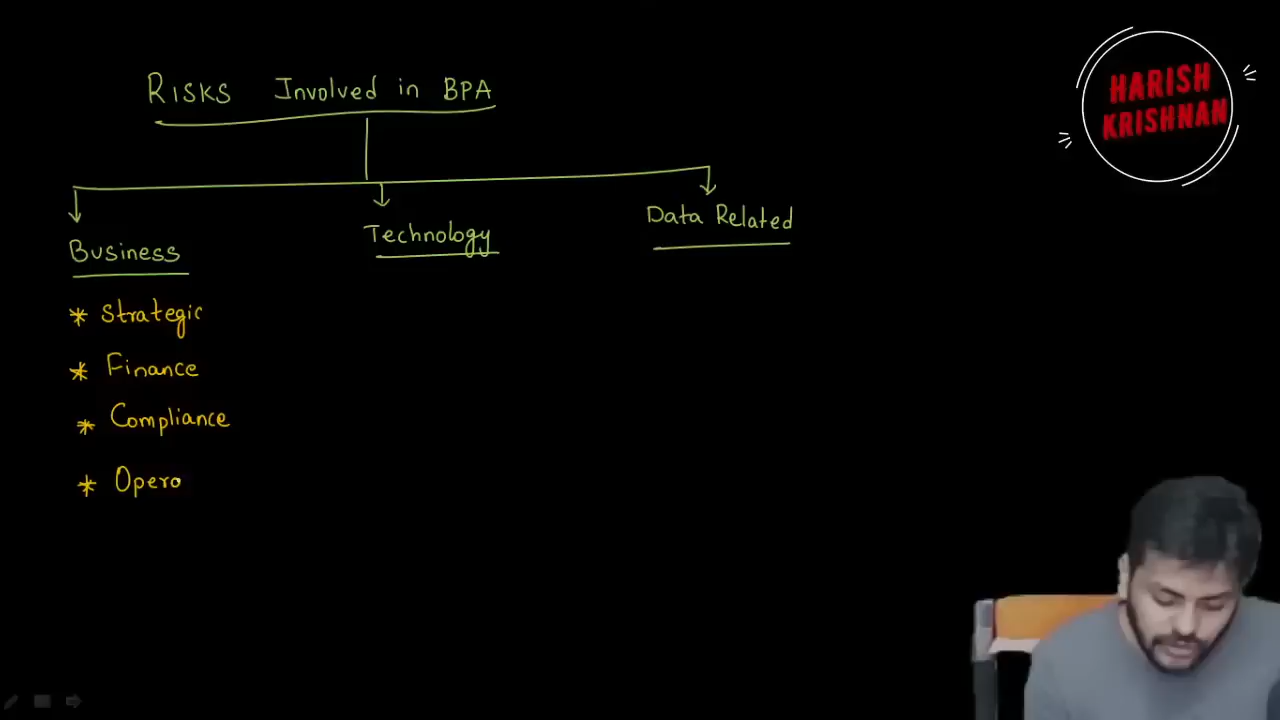 Risks Involved in BPA
HARISH
KRISHNAN
Business
Technology
Data Related
* Strategic
* Finance
* Compliance
* Opera